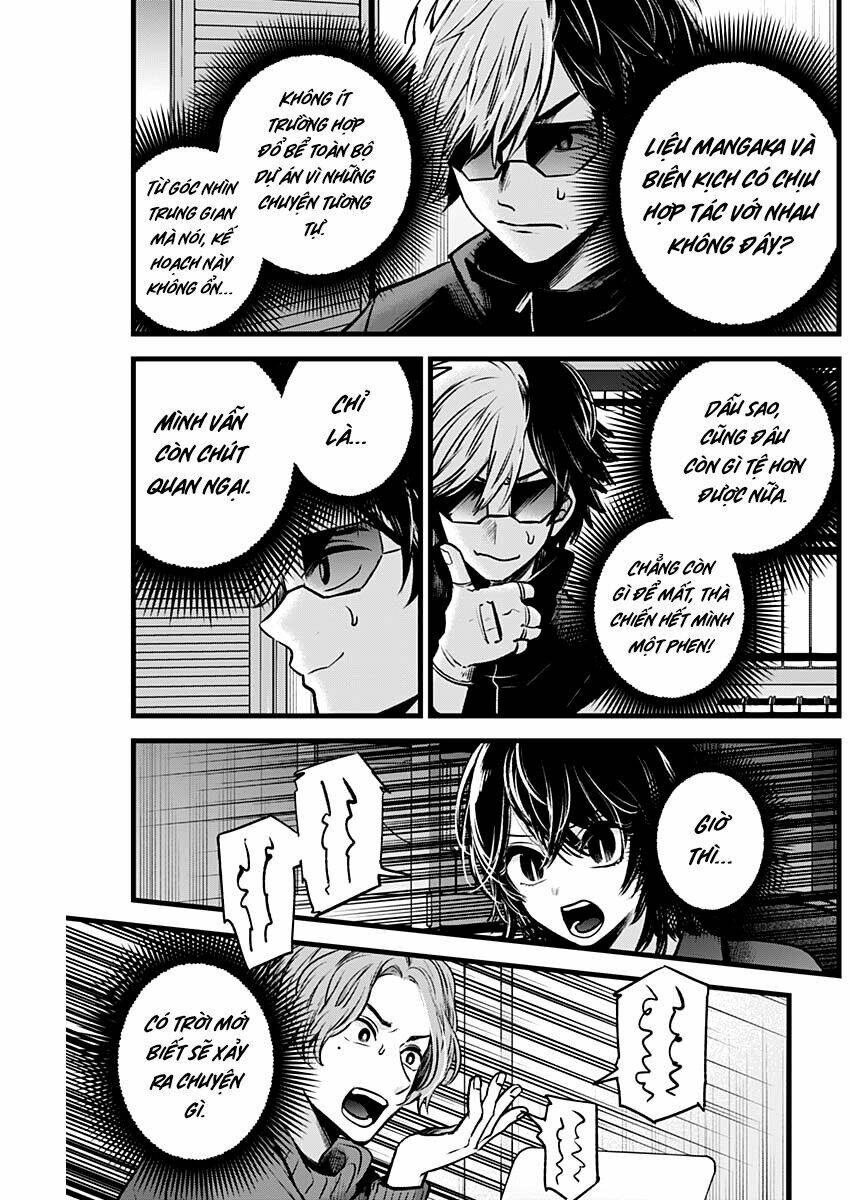 LIỆU MANGAKA VÀ
BIÊN KỊCH CÓ CHỊU
HỢP TÁC VỚI NHAU
KHÔNG ĐÂY?
KHÔNG ÍT
TRƯỜNG HỢP
ĐỔ BỂ TOÀN BỘ
DỰ ÁN VÌ NHỮNG
CHUYỆN TƯƠNG
TỰ.
TỪ GÓC NHÌN
TRUNG GIAN
MÀ NÓI, KẾ
HOẠCH NÀY
KHÔNG ỔN...
DẪU SAO,
CŨNG ĐÂU
CÒN GÌ TỆ HƠN
ĐƯỢC NỮA.
CHẲNG CÒN
GÌ ĐỂ MẤT, THÀ
CHIẾN HẾT MÌNH
MỘT PHEN!
CHỈ
LÀ...
MÌNH VẪN
CÒN CHÚT
QUAN NGẠI.
GIỜ
THÌ...
CÓ TRỜI MỚI
BIẾT SẼ XẢY
RA CHUYỆN
GÌ.